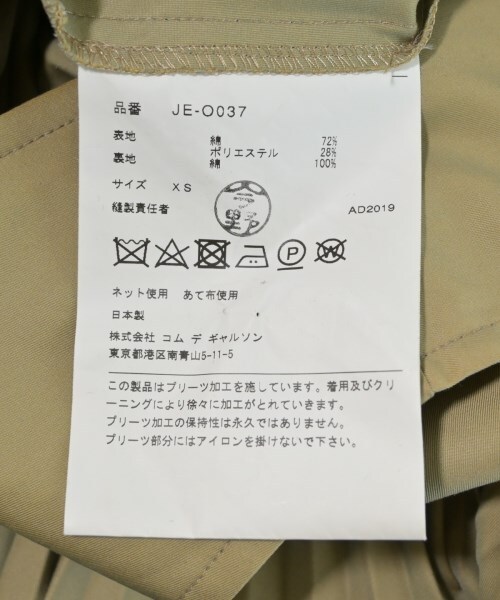 品番 JE-O037
表地 綿 72%
ポリエステル 28%
裏地 綿 100%
サイズ XS
縫製責任者 AD2019
P W
ネット使用 あて布使用
日本製
株式会社 コム デ ギャルソン
東京都港区南青山5-11-5
この製品はプリーツ加工を施しています。着用及びクリ
ーニングにより徐々に加工がとれていきます。
プリーツ加工の保持性は永久ではありません。
プリーツ部分にはアイロンを掛けないで下さい。